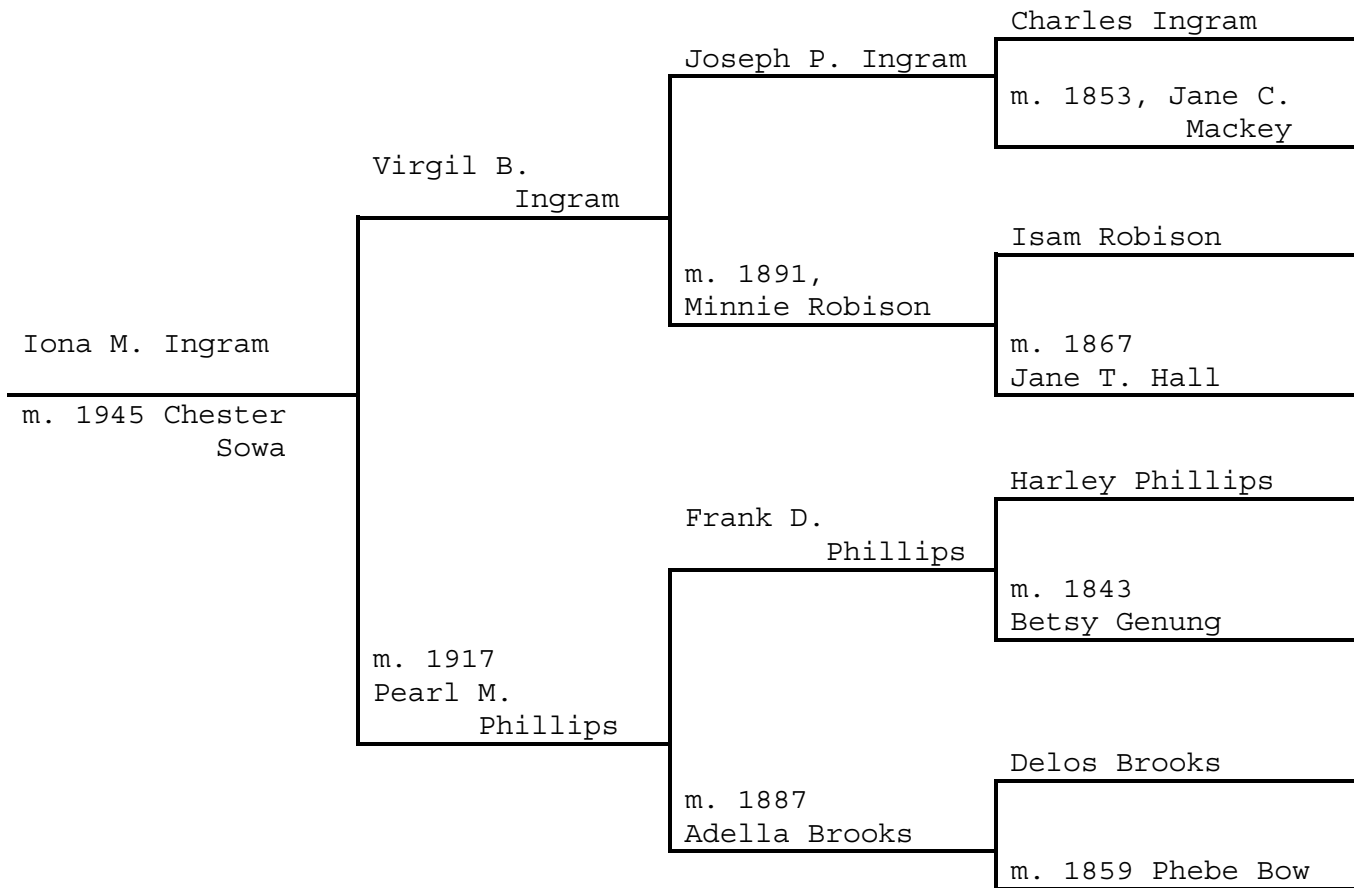 Charles Ingram
Joseph P. Ingram
m. 1853, Jane C.
Mackey
Virgil B.
Ingram
Isam Robison
m. 1891,
Minnie Robison
Iona M. Ingram
m. 1867
Jane T. Hall
m. 1945 Chester
Sowa
Harley Phillips
Frank D.
Phillips
m. 1843
Betsy Genung
m. 1917
Pearl M.
Phillips
Delos Brooks
m. 1887
Adella Brooks
m. 1859 Phebe Bow